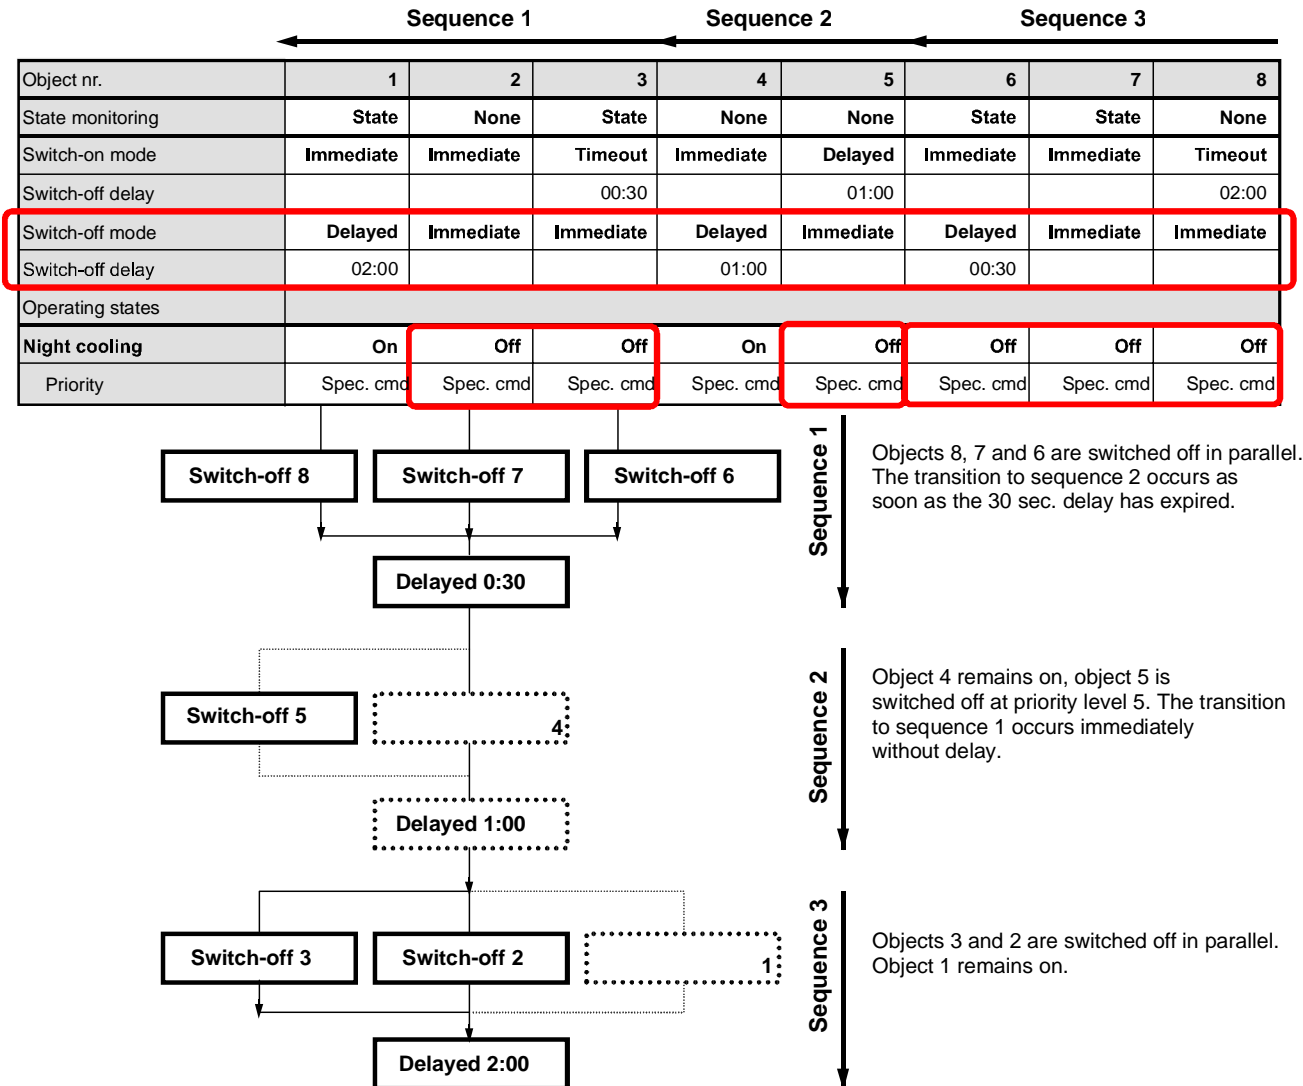 Sequence 1 Sequence 2 Sequence 3
Object nr. 1 2 3 4 5 6 7 8
State monitoring State None State None None State State None
Switch-on mode Immediate Immediate Timeout Immediate Delayed Immediate Immediate Timeout
Switch-off delay 00:30 01:00 02:00
Switch-off mode Delayed Immediate Immediate Delayed Immediate Delayed Immediate Immediate
Switch-off delay 02:00 01:00 00:30
Operating states
Night cooling On Off Off On Off Off Off Off
Priority Spec. cmd Spec. cmd Spec. cmd Spec. cmd Spec. cmd Spec. cmd Spec. cmd Spec. cmd
Switch-off 8 Switch-off 7 Switch-off 6
Delayed 0:30
Sequence 1
Objects 8, 7 and 6 are switched off in parallel.
The transition to sequence 2 occurs as
soon as the 30 sec. delay has expired.
Switch-off 5 4
Delayed 1:00
Sequence 2
Object 4 remains on, object 5 is
switched off at priority level 5. The transition
to sequence 1 occurs immediately
without delay.
Switch-off 3 Switch-off 2 1
Delayed 2:00
Sequence 3
Objects 3 and 2 are switched off in parallel.
Object 1 remains on.